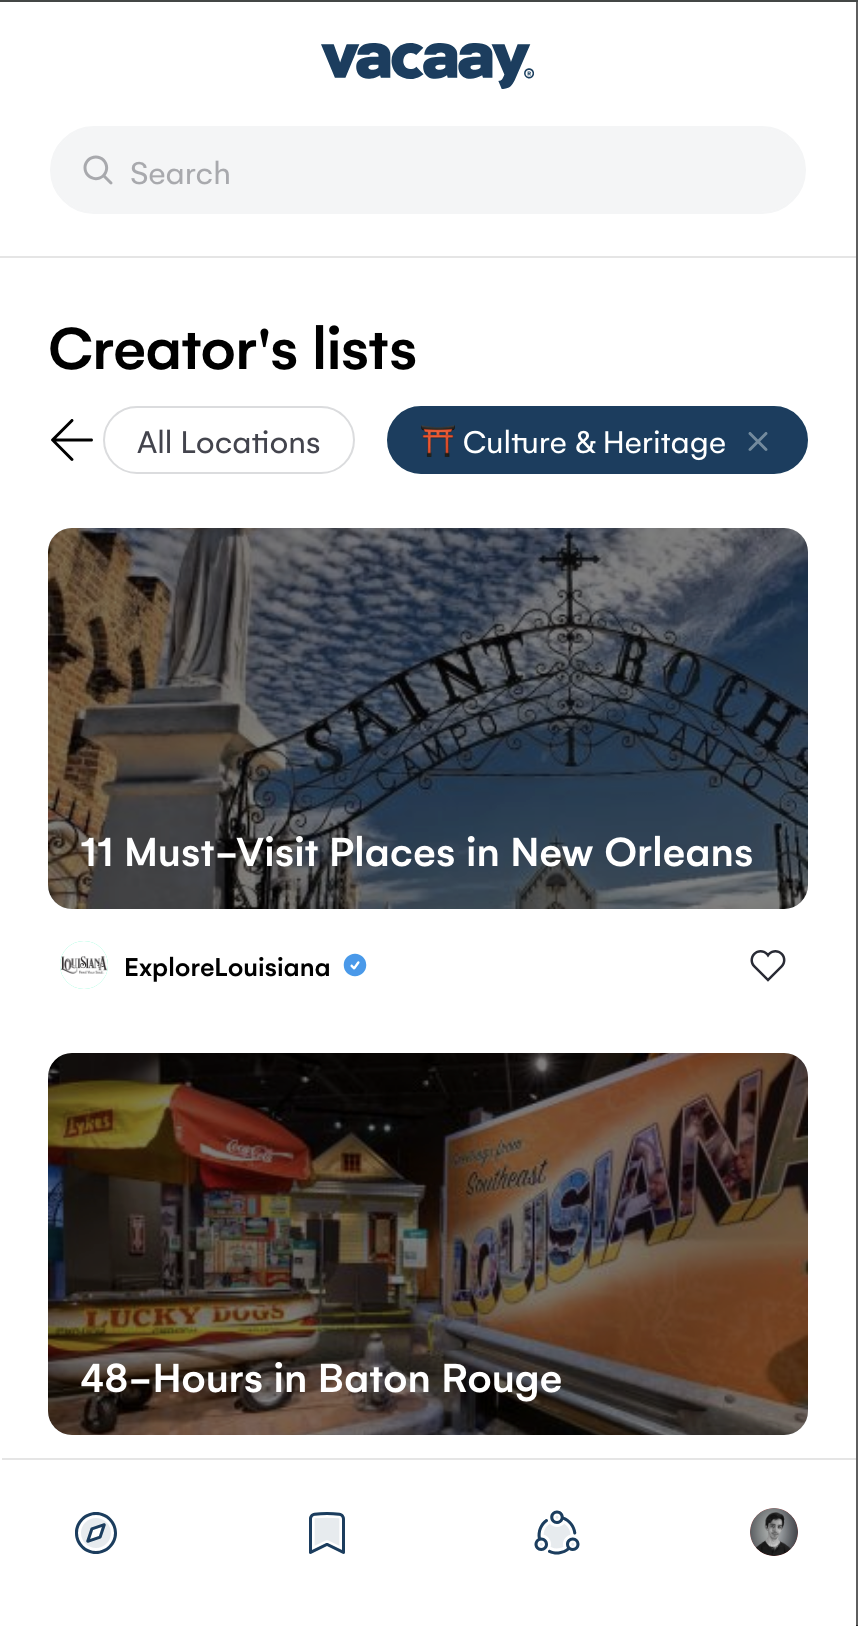 vacaay®
Search
Creator's lists
All Locations
Culture & Heritage
SAINT ROCH
CAMPO SANTO
11 Must-Visit Places in New Orleans
LOUISIANA
ExploreLouisiana
Lykes
Coca-Cola
Greetings from
Southeast
LOUISIANA
LUCKY DOGS
48-Hours in Baton Rouge